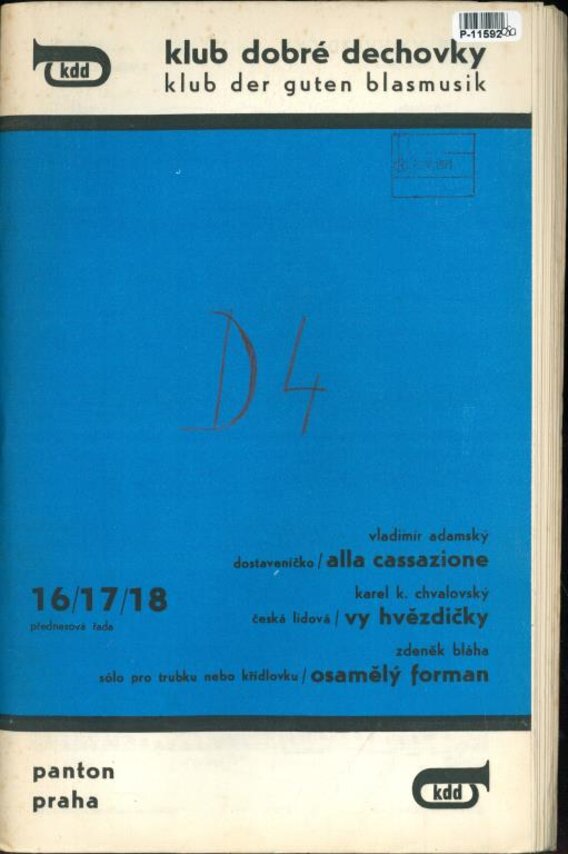 P-11592
kdd
klub dobré dechovky
klub der guten blasmusik
D4
vladimír adamský
dostaveníčko / alla cassazione
karel k. chvalovský
česká lidová / vy hvězdičky
16/17/18
přednesová řada
zdeněk bláha
sólo pro trubku nebo křídlovku / osamělý forman
panton
praha
kdd